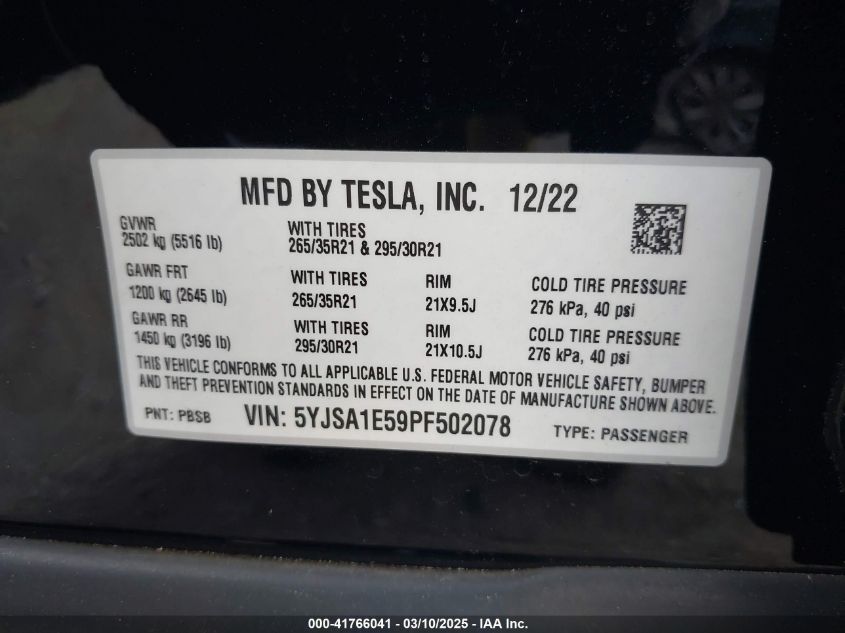 MFD BY TESLA, INC. 12/22
GVWR
2502 kg (5516 lb)
WITH TIRES
265/35R21 & 295/30R21
GAWR FRT
1200 kg (2645 lb)
WITH TIRES
265/35R21
RIM
21X9.5J
COLD TIRE PRESSURE
276 kPa, 40 psi
GAWR RR
1450 kg (3196 lb)
WITH TIRES
295/30R21
RIM
21X10.5J
COLD TIRE PRESSURE
276 kPa, 40 psi
THIS VEHICLE CONFORMS TO ALL APPLICABLE U.S. FEDERAL MOTOR VEHICLE SAFETY, BUMPER
AND THEFT PREVENTION STANDARDS IN EFFECT ON THE DATE OF MANUFACTURE SHOWN ABOVE.
PNT: PBSB VIN: 5YJSA1E59PF502078 TYPE: PASSENGER
000-41766041 - 03/10/2025 - IAA Inc.